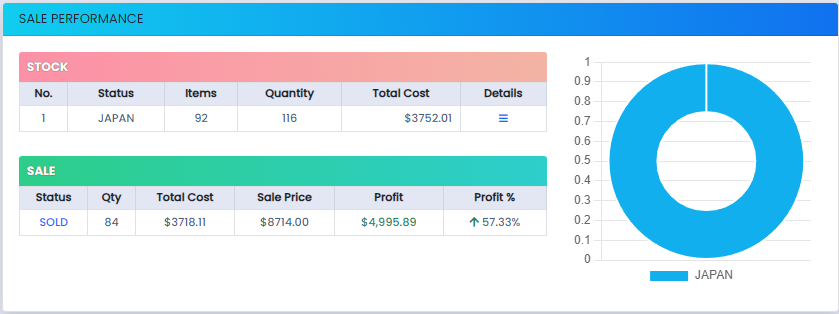 SALE PERFORMANCE
STOCK
No. Status Items Quantity Total Cost Details
1 JAPAN 92 116 $3752.01
SALE
Status Qty Total Cost Sale Price Profit Profit %
SOLD 84 $3718.11 $8714.00 $4,995.89 57.33%
1
0.9
0.8
0.7
0.6
0.5
0.4
0.3
0.2
0.1
0
JAPAN